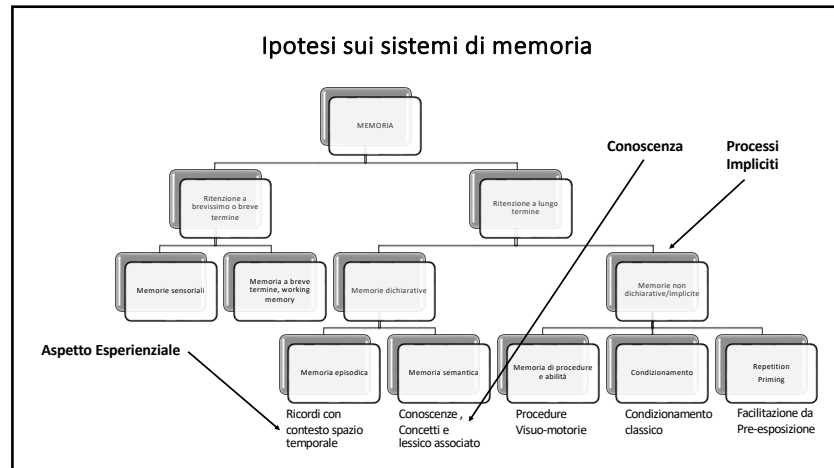 Ipotesi sui sistemi di memoria
MEMORIA
Conoscenza
Processi
Impliciti
Ritenzione a
brevissimo o breve
termine
Ritenzione a lungo
termine
Memorie sensoriali
Memoria a breve
termine, working
memory
Memorie dichiarative
Memorie non
dichiarative/implicite
Aspetto Esperienziale
Memoria episodica
Memoria semantica
Memoria di procedure
e abilità
Condizionamento
Repetition
Priming
Ricordi con
contesto spazio
temporale
Conoscenze ,
Concetti e
lessico associato
Procedure
Visuo-motorie
Condizionamento
classico
Facilitazione da
Pre-esposizione